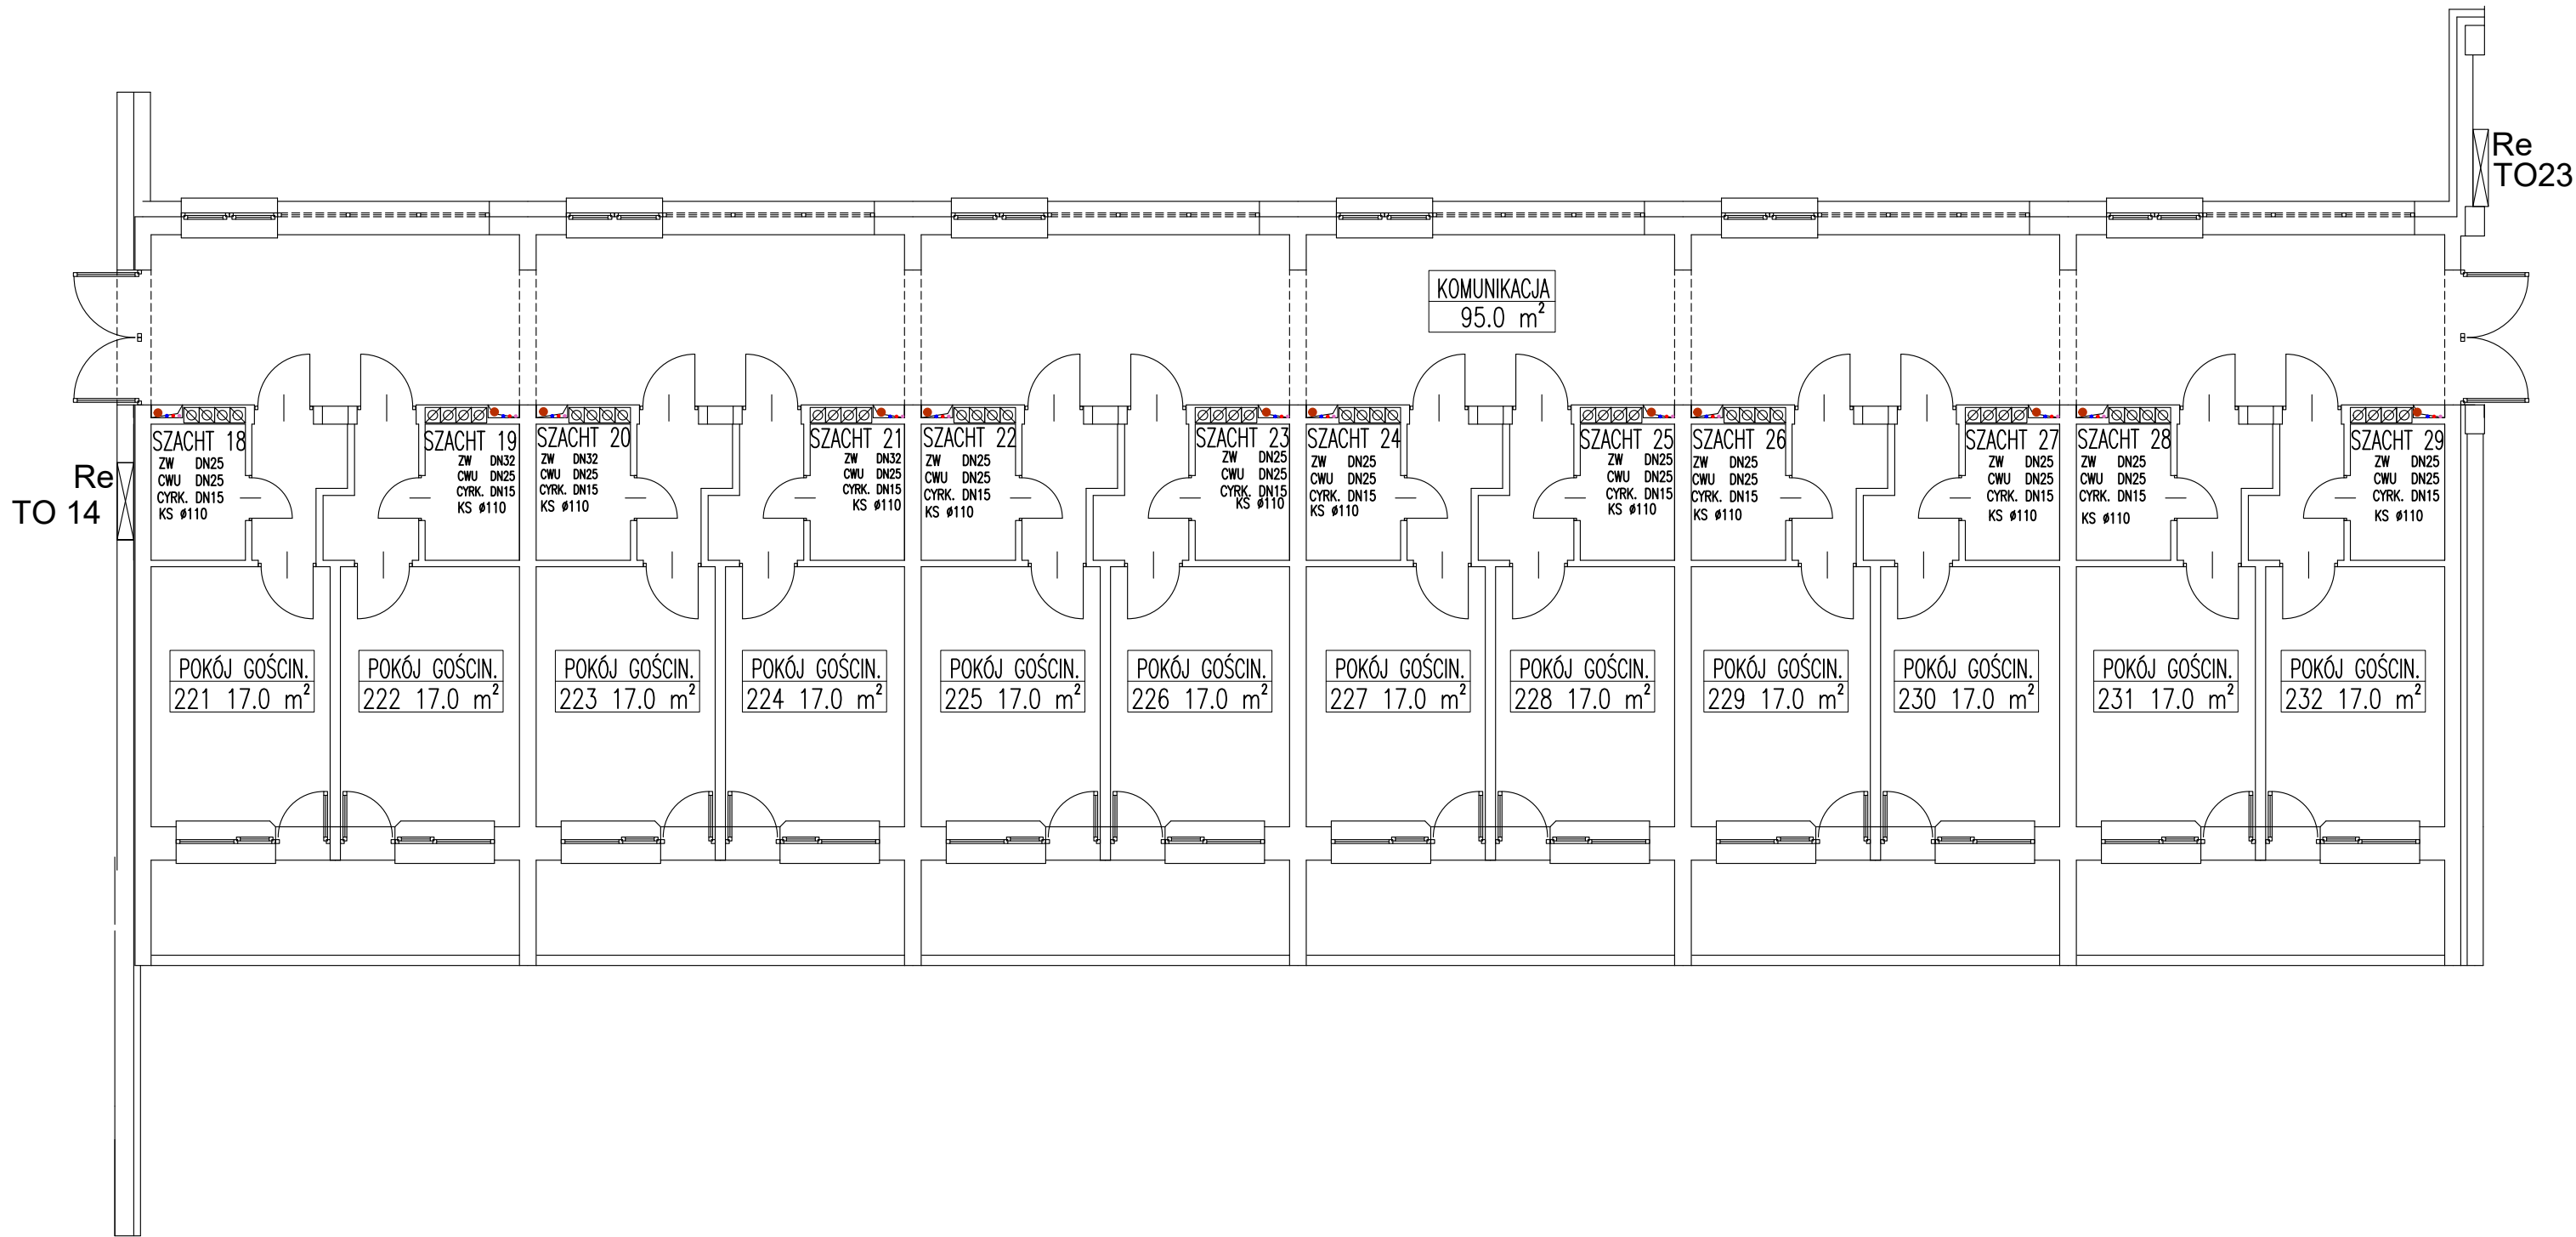 Re
TO23
KOMUNIKACJA
95.0 m²
SZACHT 18
ZW DN25
CWU DN25
CYRK. DN15
KS ø110
SZACHT 19
ZW DN32
CWU DN25
CYRK. DN15
KS ø110
SZACHT 20
ZW DN32
CWU DN25
CYRK. DN15
KS ø110
SZACHT 21
ZW DN32
CWU DN25
CYRK. DN15
KS ø110
SZACHT 22
ZW DN25
CWU DN25
CYRK. DN15
KS ø110
SZACHT 23
ZW DN25
CWU DN25
CYRK. DN15
KS ø110
SZACHT 24
ZW DN25
CWU DN25
CYRK. DN15
KS ø110
SZACHT 25
ZW DN25
CWU DN25
CYRK. DN15
KS ø110
SZACHT 26
ZW DN25
CWU DN25
CYRK. DN15
KS ø110
SZACHT 27
ZW DN25
CWU DN25
CYRK. DN15
KS ø110
SZACHT 28
ZW DN25
CWU DN25
CYRK. DN15
KS ø110
SZACHT 29
ZW DN25
CWU DN25
CYRK. DN15
KS ø110
Re
TO 14
POKÓJ GOŚCIN.
221 17.0 m²
POKÓJ GOŚCIN.
222 17.0 m²
POKÓJ GOŚCIN.
223 17.0 m²
POKÓJ GOŚCIN.
224 17.0 m²
POKÓJ GOŚCIN.
225 17.0 m²
POKÓJ GOŚCIN.
226 17.0 m²
POKÓJ GOŚCIN.
227 17.0 m²
POKÓJ GOŚCIN.
228 17.0 m²
POKÓJ GOŚCIN.
229 17.0 m²
POKÓJ GOŚCIN.
230 17.0 m²
POKÓJ GOŚCIN.
231 17.0 m²
POKÓJ GOŚCIN.
232 17.0 m²